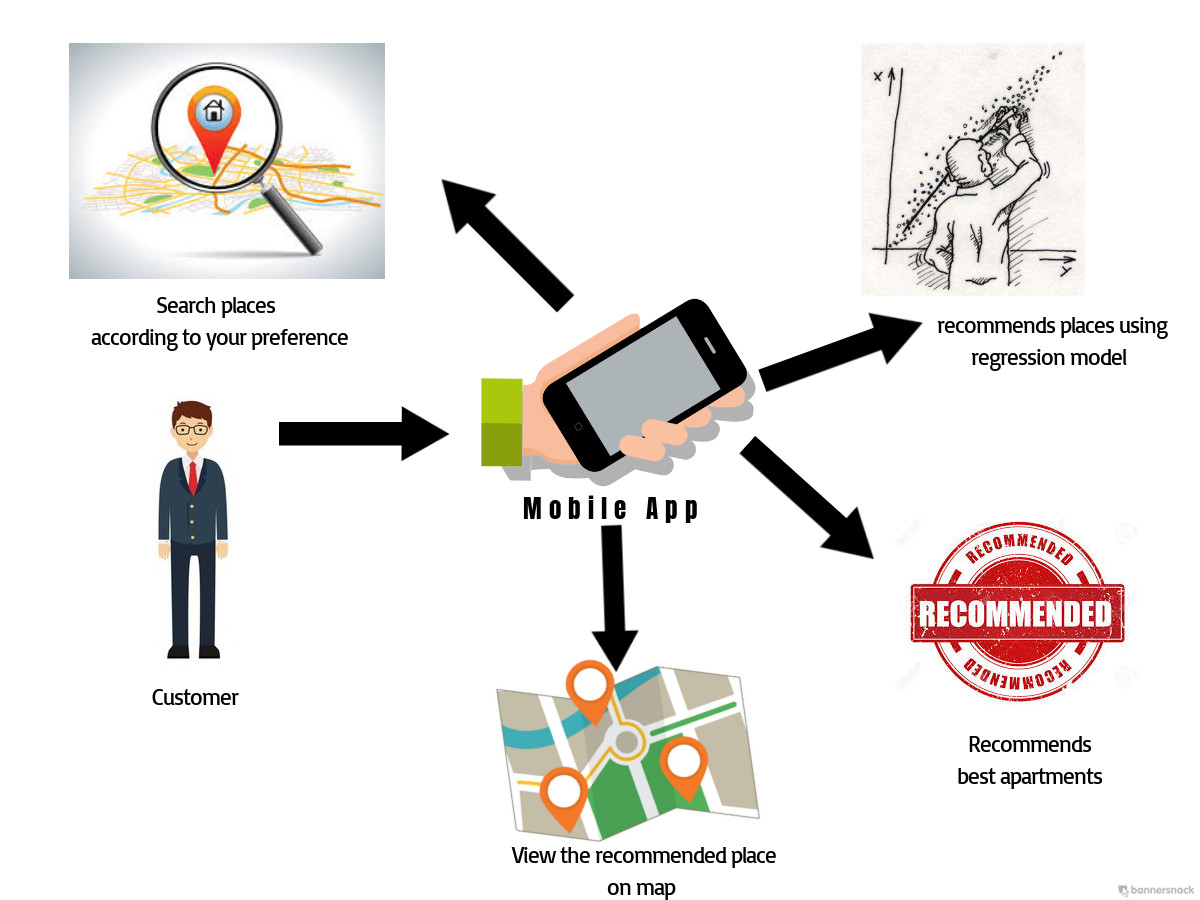 Search places
according to your preference
X
Y
recommends places using
regression model
Customer
Mobile App
RECOMMENDED
RECOMMENDED
RECOMMENDED
Recommends
best apartments
View the recommended place
on map
bannersnack